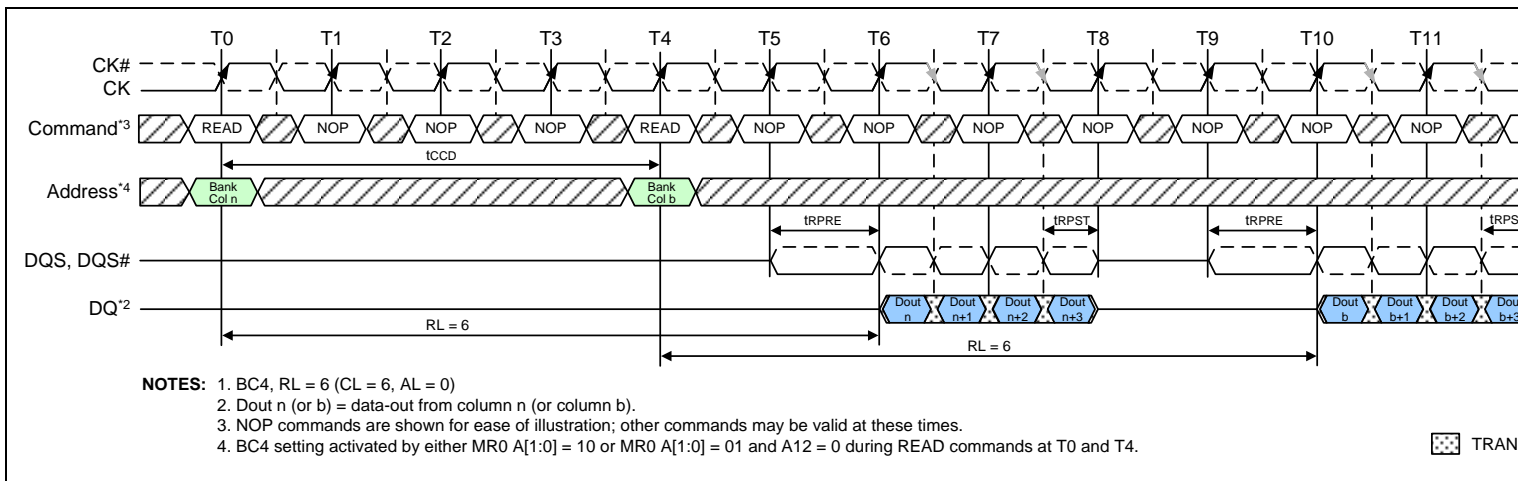 T0 T1 T2 T3 T4 T5 T6 T7 T8 T9 T10 T11
CK#
CK
Command*3 READ NOP NOP NOP READ NOP NOP NOP NOP NOP NOP NOP
tCCD
Address*4 Bank Col n Bank Col b
tRPRE tRPST tRPRE tRPS
DQS, DQS#
DQ*2 Dout n Dout n+1 Dout n+2 Dout n+3 Dout b Dout b+1 Dout b+2 Dout b+3
RL = 6
RL = 6
NOTES: 1. BC4, RL = 6 (CL = 6, AL = 0)
2. Dout n (or b) = data-out from column n (or column b).
3. NOP commands are shown for ease of illustration; other commands may be valid at these times.
4. BC4 setting activated by either MR0 A[1:0] = 10 or MR0 A[1:0] = 01 and A12 = 0 during READ commands at T0 and T4.
TRAN